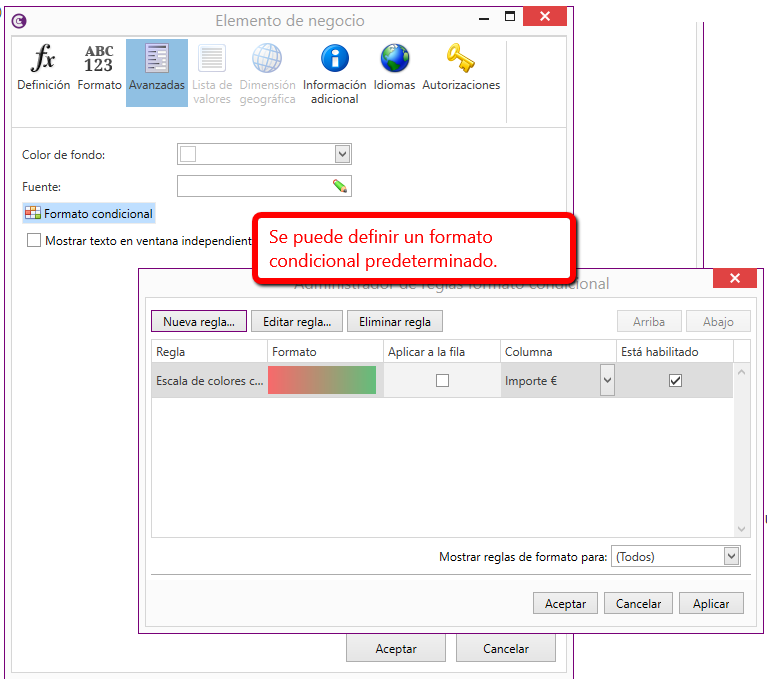 Elemento de negocio
fx
ABC
123
Definición
Formato
Avanzadas
Lista de
valores
Dimensión
geográfica
Información
adicional
Idiomas
Autorizaciones
Color de fondo:
Fuente:
Formato condicional
Mostrar texto en ventana independient
Se puede definir un formato
condicional predeterminado.
Administrador de reglas formato condicional
Nueva regla...
Editar regla...
Eliminar regla
Arriba
Abajo
Regla
Formato
Aplicar a la fila
Columna
Está habilitado
Escala de colores c...
Importe €
Mostrar reglas de formato para:
(Todos)
Aceptar
Cancelar
Aplicar
Aceptar
Cancelar